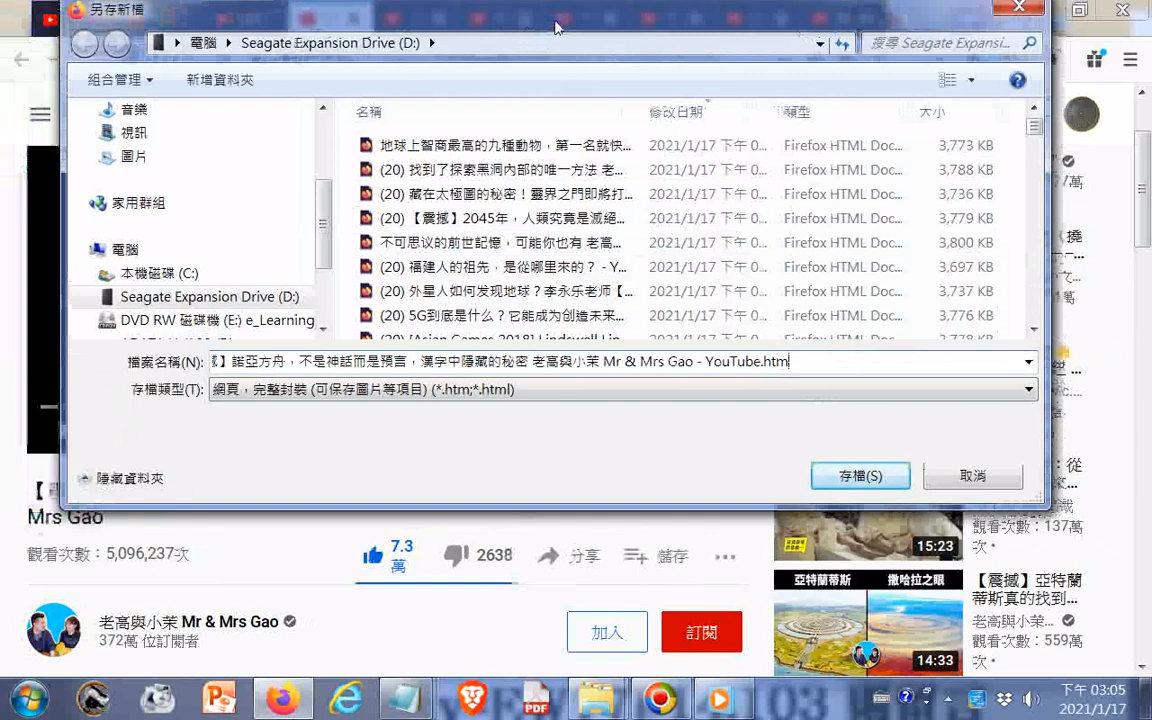 另存新檔
電腦 Seagate Expansion Drive (D:)
搜尋 Seagate Expansi...
組合管理 新增資料夾
音樂
視訊
圖片
家用群組
電腦
本機磁碟 (C:)
Seagate Expansion Drive (D:)
DVD RW 磁碟機 (E:) e_Learning
名稱 修改日期 類型 大小
地球上智商最高的九種動物，第一名就快... 2021/1/17 下午 0... Firefox HTML Doc... 3,773 KB
(20) 找到了探索黑洞內部的唯一方法 老... 2021/1/17 下午 0... Firefox HTML Doc... 3,788 KB
(20) 藏在太極圖的秘密！靈界之門即將打... 2021/1/17 下午 0... Firefox HTML Doc... 3,736 KB
(20) 【震撼】2045年，人類究竟是滅絕... 2021/1/17 下午 0... Firefox HTML Doc... 3,779 KB
不可思议的前世記憶，可能你也有 老高... 2021/1/17 下午 0... Firefox HTML Doc... 3,800 KB
(20) 福建人的祖先，是從哪里來的？ - Y... 2021/1/17 下午 0... Firefox HTML Doc... 3,697 KB
(20) 外星人如何发现地球？李永乐老师【... 2021/1/17 下午 0... Firefox HTML Doc... 3,737 KB
(20) 5G到底是什么？它能成为创造未来... 2021/1/17 下午 0... Firefox HTML Doc... 3,765 KB
檔案名稱(N): 】諾亞方舟，不是神話而是預言，漢字中隱藏的秘密 老高與小茉 Mr & Mrs Gao - YouTube.htm
存檔類型(T): 網頁，完整封裝 (可保存圖片等項目) (*.htm;*.html)
隱藏資料夾 存檔(S) 取消
Mrs Gao
觀看次數：5,096,237次
7.3萬 2638 分享 儲存
老高與小茉 Mr & Mrs Gao
372萬 位訂閱者
加入 訂閱
觀看次數：137萬次•
15:23
亞特蘭蒂斯 撒哈拉之眼
14:33
【震撼】亞特蘭
蒂斯真的找到...
老高與小茉...
觀看次數：559萬
次•
PDF
下午 03:05
2021/1/17